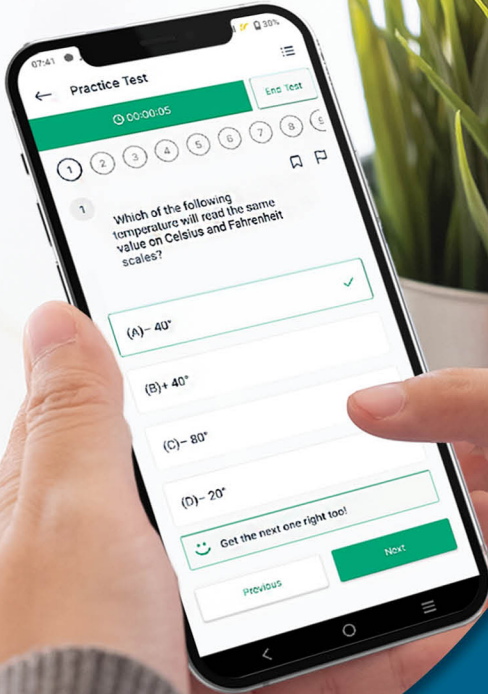 07:41 30%
← Practice Test
00:00:05 End Test
1 2 3 4 5 6 7 8 9
1
Which of the following
temperature will read the same
value on Celsius and Fahrenheit
scales?
(A)– 40°
(B)+ 40°
(C)– 80°
(D)– 20°
Get the next one right too!
Previous Next